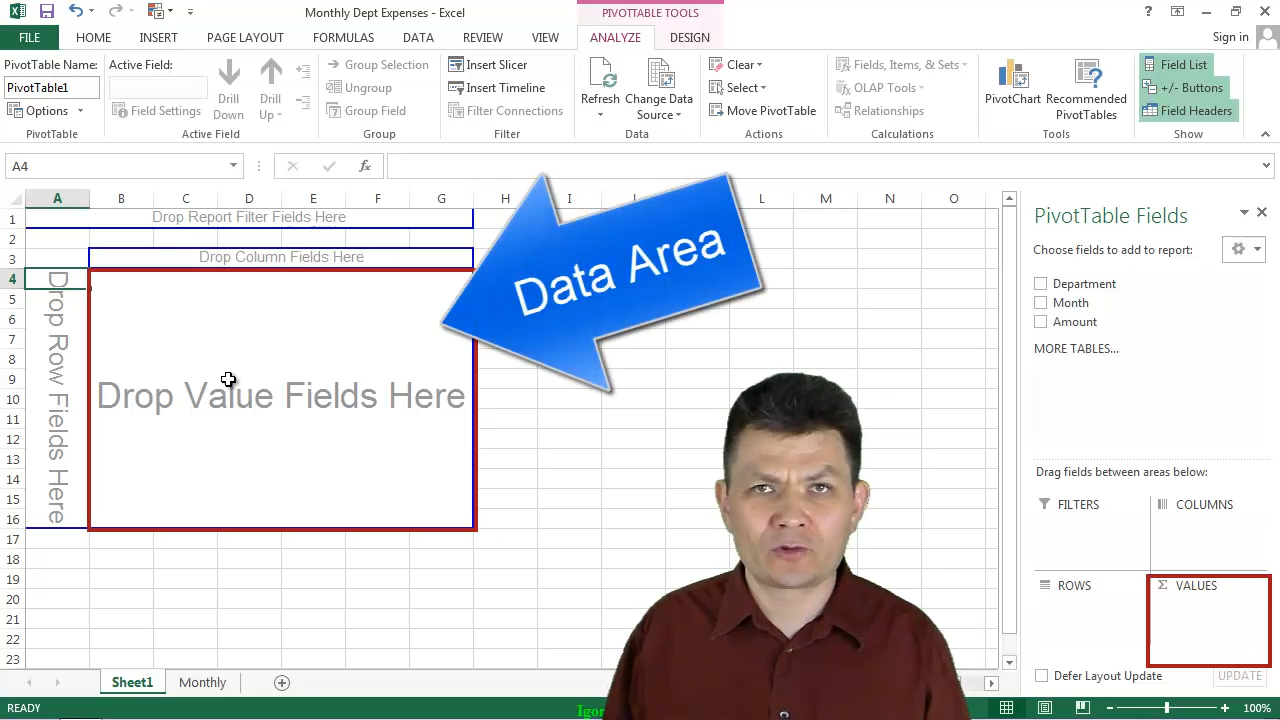 Monthly Dept Expenses - Excel
PIVOTTABLE TOOLS
?
Sign in
FILE HOME INSERT PAGE LAYOUT FORMULAS DATA REVIEW VIEW ANALYZE DESIGN
PivotTable Name:
PivotTable1
Options
PivotTable
Active Field:
Field Settings
Drill Down
Drill Up
Active Field
Group Selection
Ungroup
Group Field
Group
Insert Slicer
Insert Timeline
Filter Connections
Filter
Refresh
Change Data Source
Data
Clear
Select
Move PivotTable
Actions
Fields, Items, & Sets
OLAP Tools
Relationships
Calculations
PivotChart
Recommended PivotTables
Tools
Field List
+/- Buttons
Field Headers
Show
A4
fx
A B C D E F G H I L M N O
1
2
3
4
5
6
7
8
9
10
11
12
13
14
15
16
17
18
19
20
21
22
23
Drop Report Filter Fields Here
Drop Column Fields Here
Drop Row Fields Here
Drop Value Fields Here
Data Area
PivotTable Fields
Choose fields to add to report:
Department
Month
Amount
MORE TABLES...
Drag fields between areas below:
FILTERS
COLUMNS
ROWS
Σ VALUES
Defer Layout Update
UPDATE
Sheet1
Monthly
READY
Igor
100%